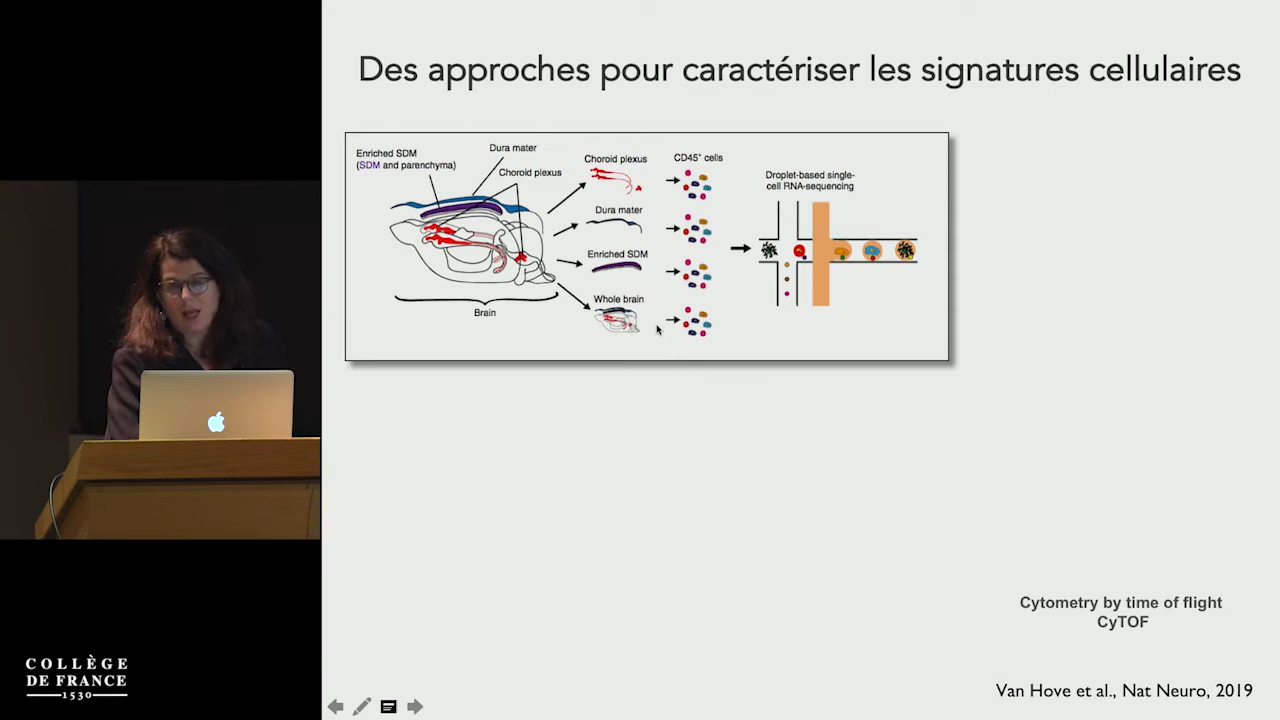 Des approches pour caractériser les signatures cellulaires
Enriched SDM
(SDM and parenchyma)
Dura mater
Choroid plexus
Brain
Choroid plexus
Dura mater
Enriched SDM
Whole brain
CD45+ cells
Droplet-based single-
cell RNA-sequencing
Cytometry by time of flight
CyTOF
Van Hove et al., Nat Neuro, 2019
COLLÈGE
DE FRANCE
1530